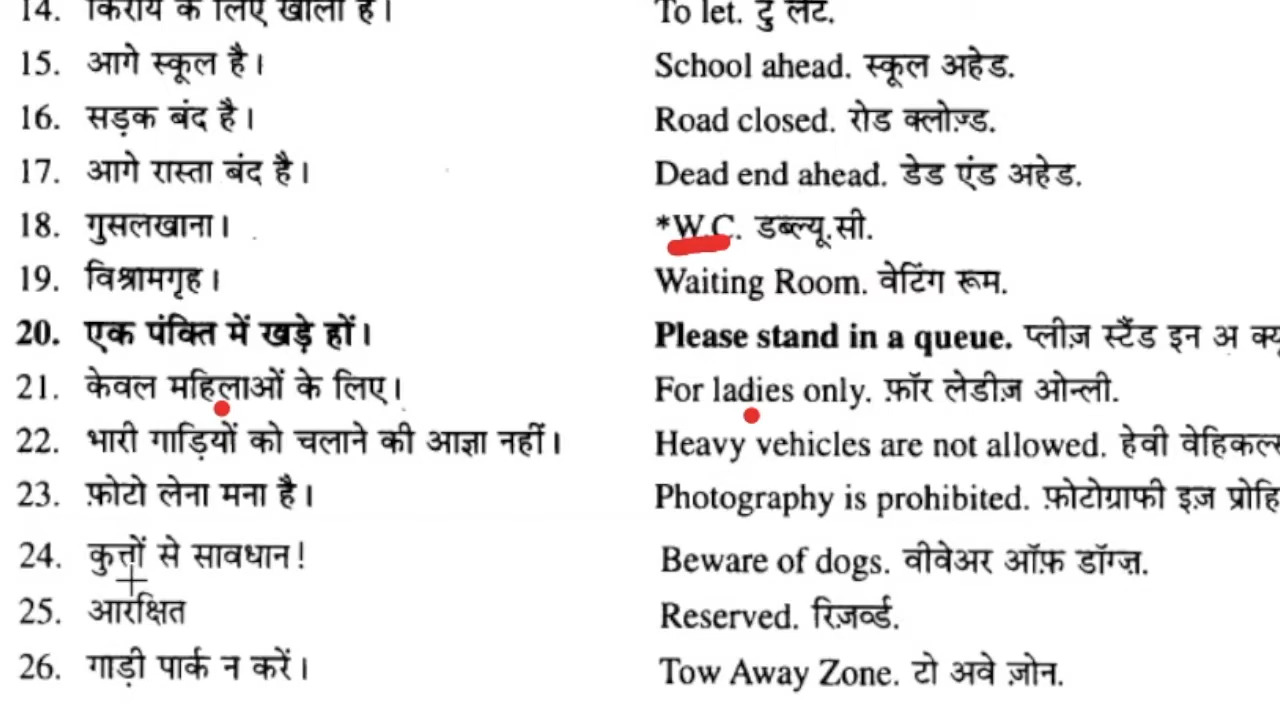 14. किराये के लिए खाली है। To let. टु लॅट.
15. आगे स्कूल है। School ahead. स्कूल अहेड.
16. सड़क बंद है। Road closed. रोड क्लोज़्ड.
17. आगे रास्ता बंद है। Dead end ahead. डेड एंड अहेड.
18. गुसलखाना। *W.C. डब्ल्यू.सी.
19. विश्रामगृह। Waiting Room. वेटिंग रूम.
20. एक पंक्ति में खड़े हों। Please stand in a queue. प्लीज़ स्टैंड इन अ क्यू
21. केवल महिलाओं के लिए। For ladies only. फ़ॉर लेडीज़ ओन्ली.
22. भारी गाड़ियों को चलाने की आज्ञा नहीं। Heavy vehicles are not allowed. हेवी वेहिकल्स
23. फ़ोटो लेना मना है। Photography is prohibited. फ़ोटोग्राफी इज़ प्रोहि
24. कुत्तों से सावधान! Beware of dogs. वीवेअर ऑफ़ डॉग्ज़.
25. आरक्षित Reserved. रिज़र्व्ड.
26. गाड़ी पार्क न करें। Tow Away Zone. टो अवे ज़ोन.